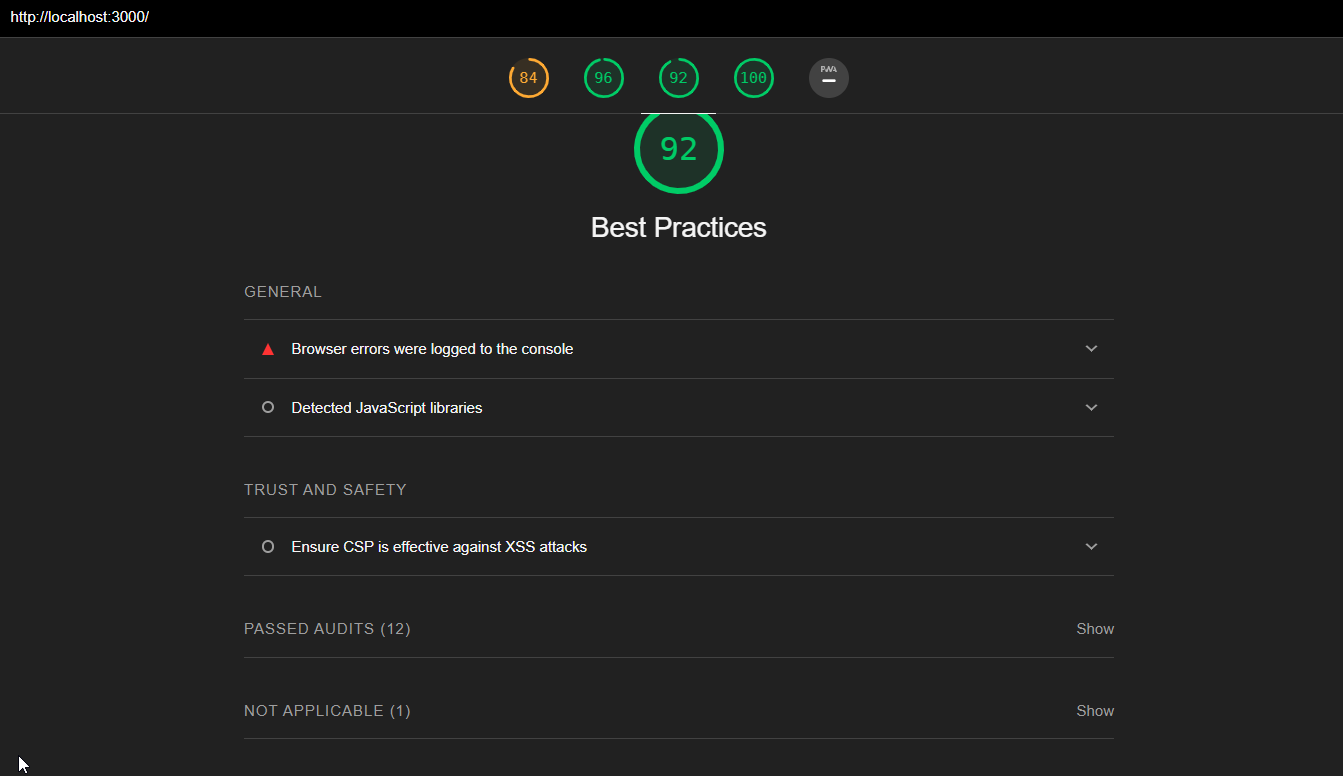 http://localhost:3000/
84
96
92
100
PWA
92
Best Practices
GENERAL
Browser errors were logged to the console
Detected JavaScript libraries
TRUST AND SAFETY
Ensure CSP is effective against XSS attacks
PASSED AUDITS (12)
Show
NOT APPLICABLE (1)
Show